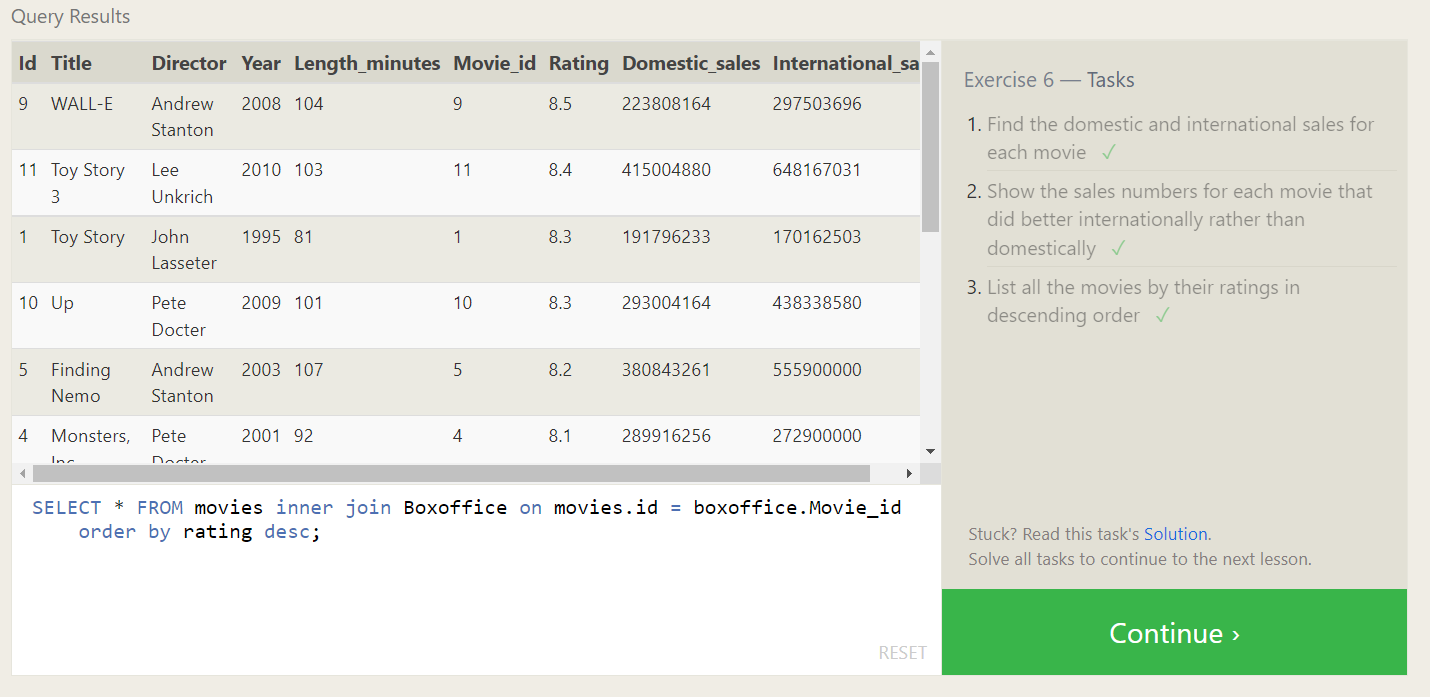 Query Results
Id Title Director Year Length_minutes Movie_id Rating Domestic_sales International_sa
9 WALL-E Andrew 2008 104 9 8.5 223808164 297503696
Stanton
11 Toy Story Lee 2010 103 11 8.4 415004880 648167031
3 Unkrich
1 Toy Story John 1995 81 1 8.3 191796233 170162503
Lasseter
10 Up Pete 2009 101 10 8.3 293004164 438338580
Docter
5 Finding Andrew 2003 107 5 8.2 380843261 555900000
Nemo Stanton
4 Monsters, Pete 2001 92 4 8.1 289916256 272900000
Inc. Docter
SELECT * FROM movies inner join Boxoffice on movies.id = boxoffice.Movie_id
order by rating desc;
RESET
Exercise 6 — Tasks
1. Find the domestic and international sales for
each movie ✓
2. Show the sales numbers for each movie that
did better internationally rather than
domestically ✓
3. List all the movies by their ratings in
descending order ✓
Stuck? Read this task's Solution.
Solve all tasks to continue to the next lesson.
Continue ›